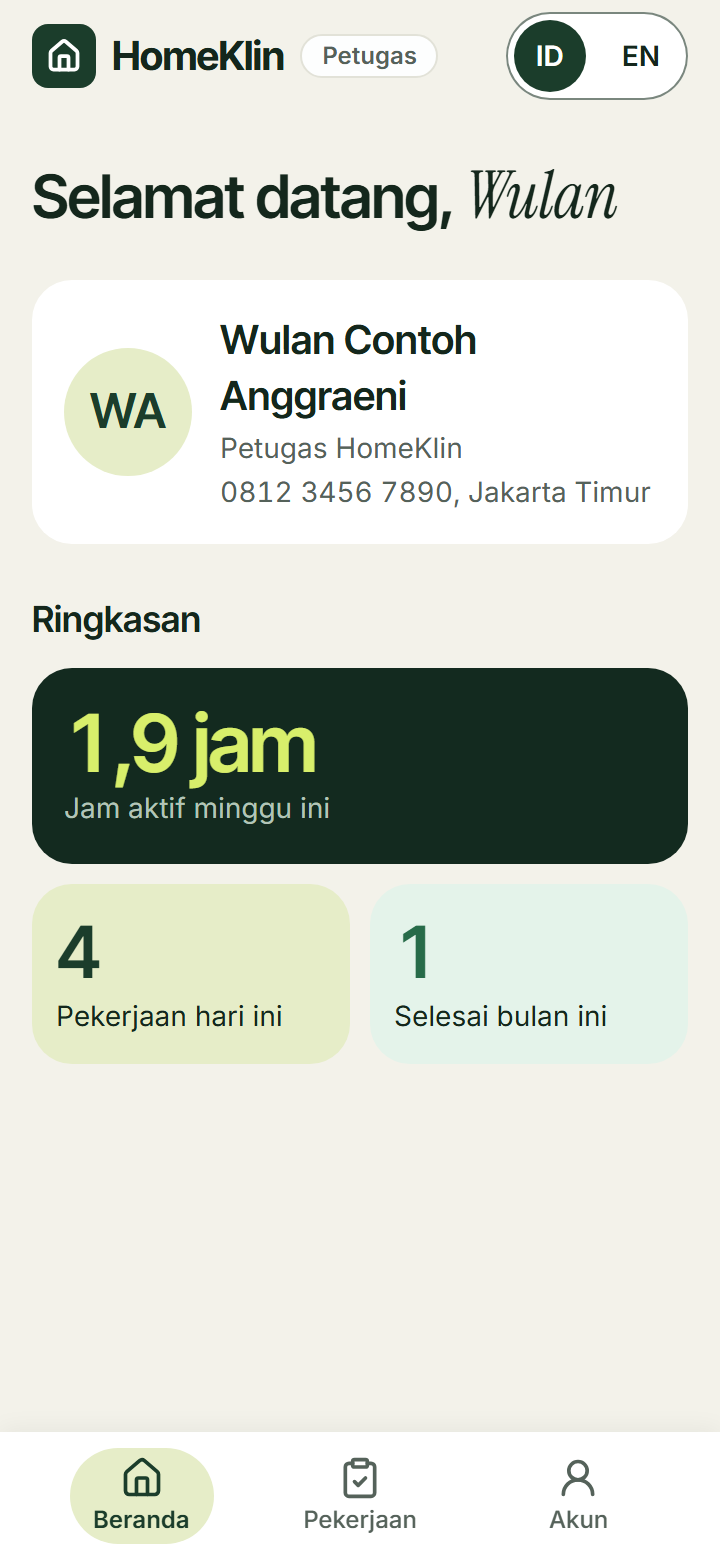 HomeKlin Petugas ID EN
Selamat datang, Wulan
WA
Wulan Contoh
Anggraeni
Petugas HomeKlin
0812 3456 7890, Jakarta Timur
Ringkasan
1,9 jam
Jam aktif minggu ini
4
Pekerjaan hari ini
1
Selesai bulan ini
Beranda Pekerjaan Akun